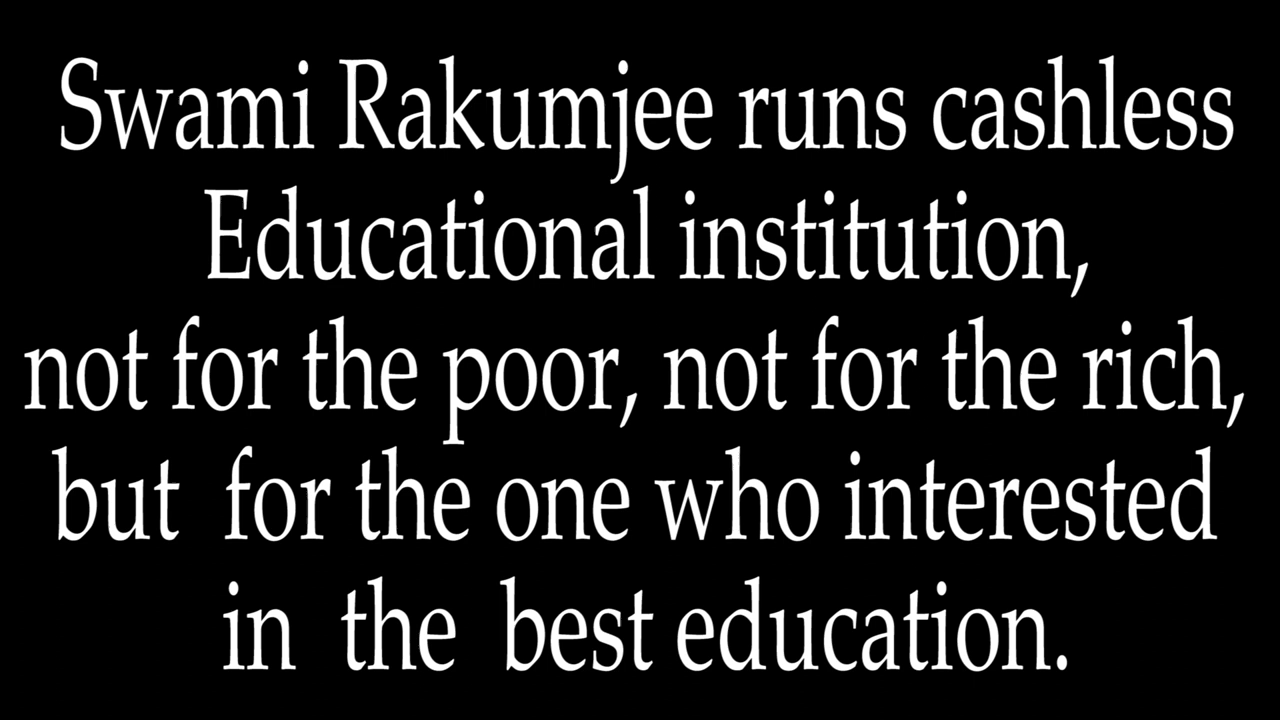 Swami Rakumjee runs cashless
Educational institution,
not for the poor, not for the rich,
but for the one who interested
in the best education.